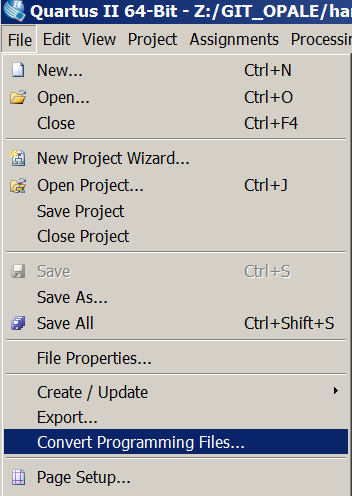 Quartus II 64-Bit - Z:/GIT_OPALE/har
File Edit View Project Assignments Processing
New... Ctrl+N
Open... Ctrl+O
Close Ctrl+F4
New Project Wizard...
Open Project... Ctrl+J
Save Project
Close Project
Save Ctrl+S
Save As...
Save All Ctrl+Shift+S
File Properties...
Create / Update
Export...
Convert Programming Files...
Page Setup...